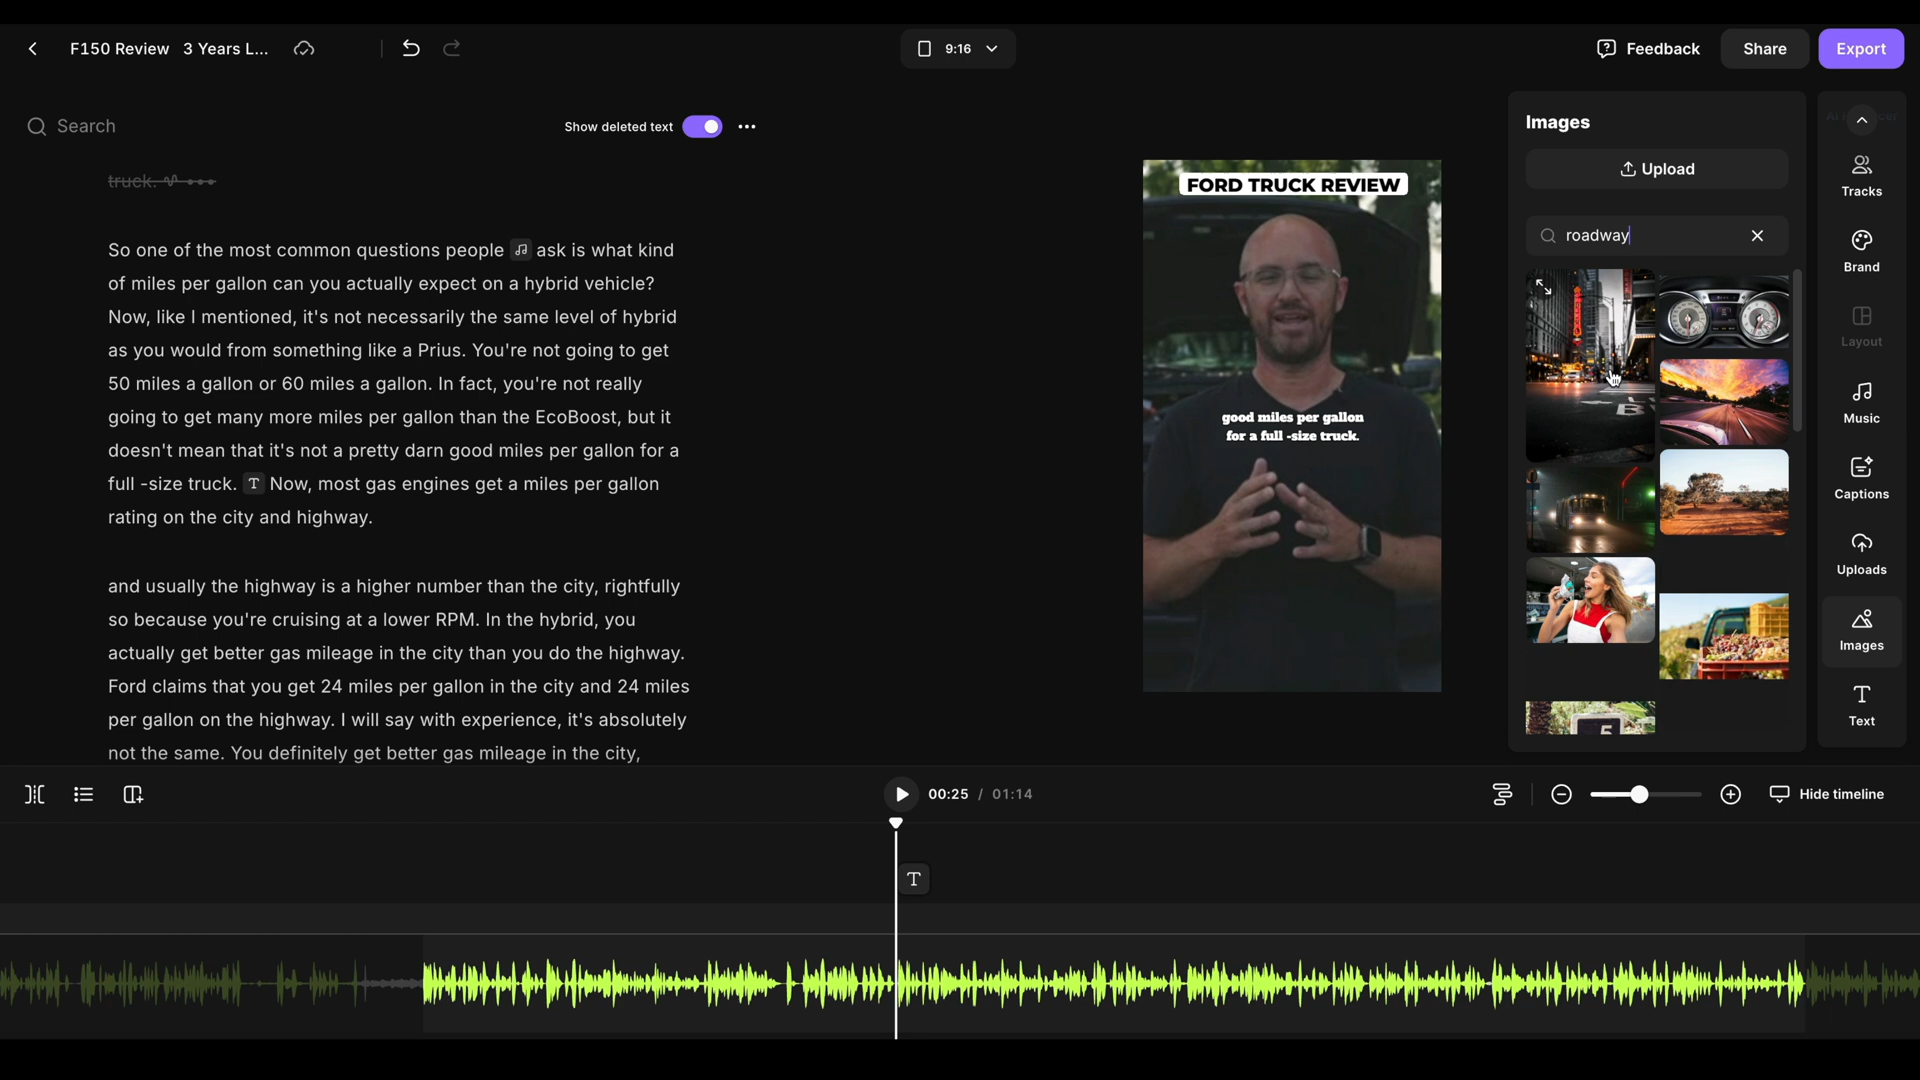 F150 Review 3 Years L...
9:16
Feedback
Share
Export
Search
Show deleted text
truck.
So one of the most common questions people ask is what kind
of miles per gallon can you actually expect on a hybrid vehicle?
Now, like I mentioned, it's not necessarily the same level of hybrid
as you would from something like a Prius. You're not going to get
50 miles a gallon or 60 miles a gallon. In fact, you're not really
going to get many more miles per gallon than the EcoBoost, but it
doesn't mean that it's not a pretty darn good miles per gallon for a
full -size truck. T Now, most gas engines get a miles per gallon
rating on the city and highway.
and usually the highway is a higher number than the city, rightfully
so because you're cruising at a lower RPM. In the hybrid, you
actually get better gas mileage in the city than you do the highway.
Ford claims that you get 24 miles per gallon in the city and 24 miles
per gallon on the highway. I will say with experience, it's absolutely
not the same. You definitely get better gas mileage in the city,
FORD TRUCK REVIEW
good miles per gallon
for a full -size truck.
Images
Upload
roadway
Tracks
Brand
Layout
Music
Captions
Uploads
Images
T
Text
00:25 / 01:14
Hide timeline
T